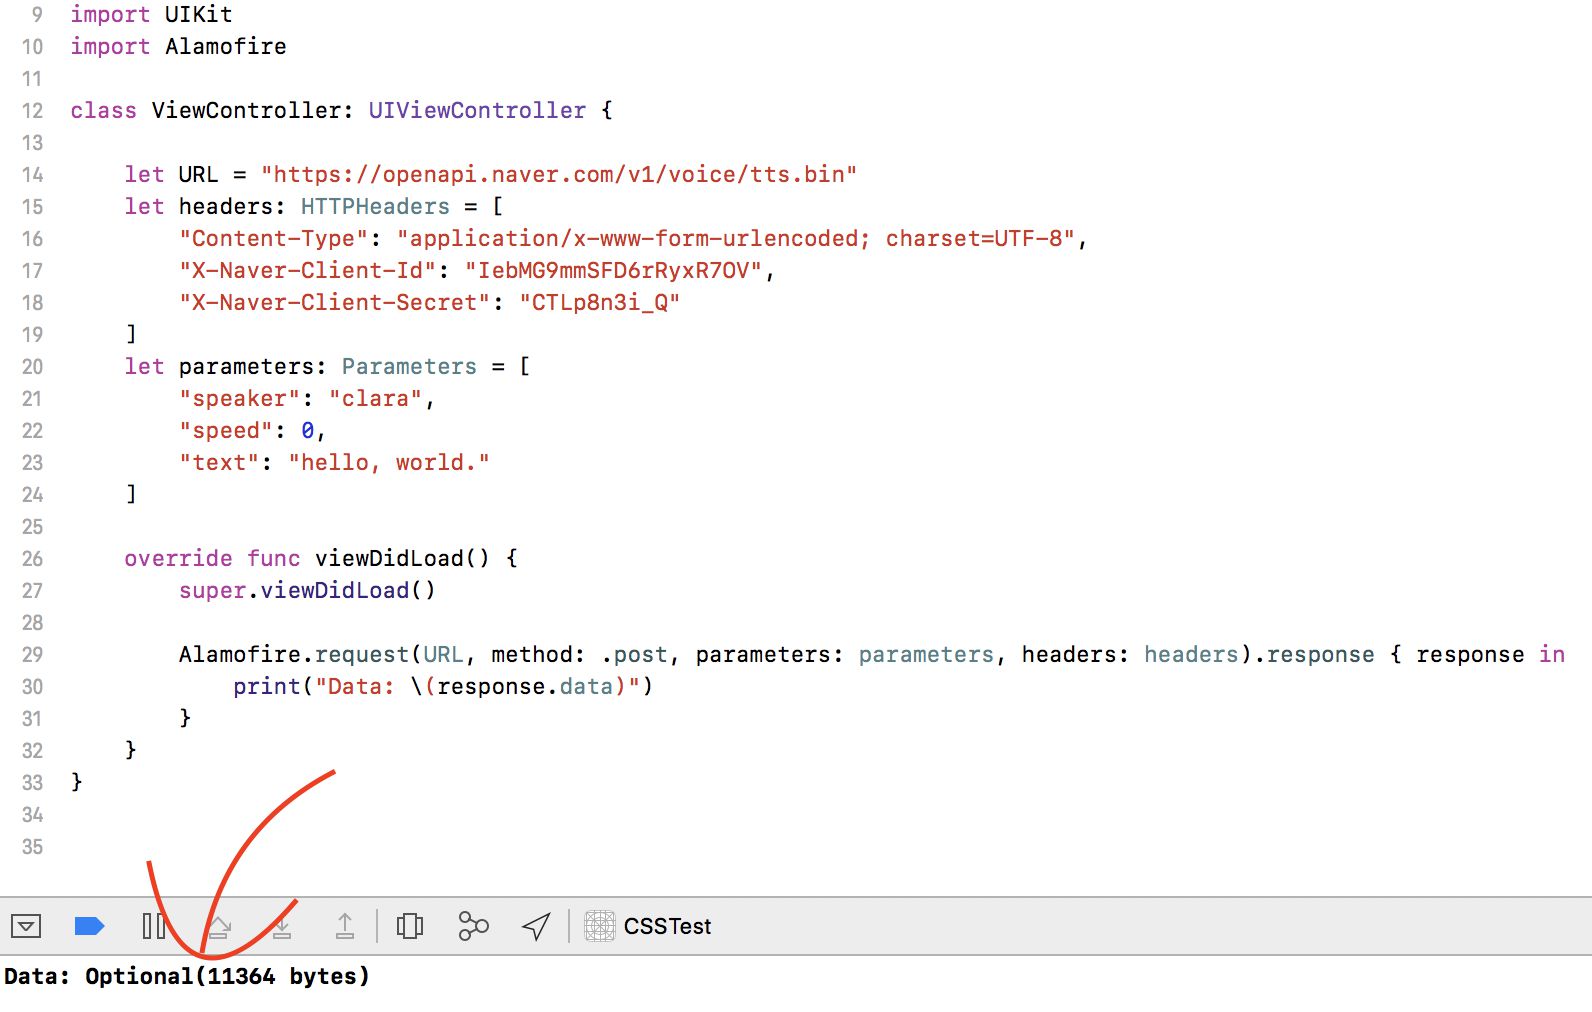 9 import UIKit
10 import Alamofire
11
12 class ViewController: UIViewController {
13
14 let URL = "https://openapi.naver.com/v1/voice/tts.bin"
15 let headers: HTTPHeaders = [
16 "Content-Type": "application/x-www-form-urlencoded; charset=UTF-8",
17 "X-Naver-Client-Id": "IebMG9mmSFD6rRyxR7OV",
18 "X-Naver-Client-Secret": "CTLp8n3i_Q"
19 ]
20 let parameters: Parameters = [
21 "speaker": "clara",
22 "speed": 0,
23 "text": "hello, world."
24 ]
25
26 override func viewDidLoad() {
27 super.viewDidLoad()
28
29 Alamofire.request(URL, method: .post, parameters: parameters, headers: headers).response { response in
30 print("Data: \(response.data)")
31 }
32 }
33 }
34
35
CSSTest
Data: Optional(11364 bytes)